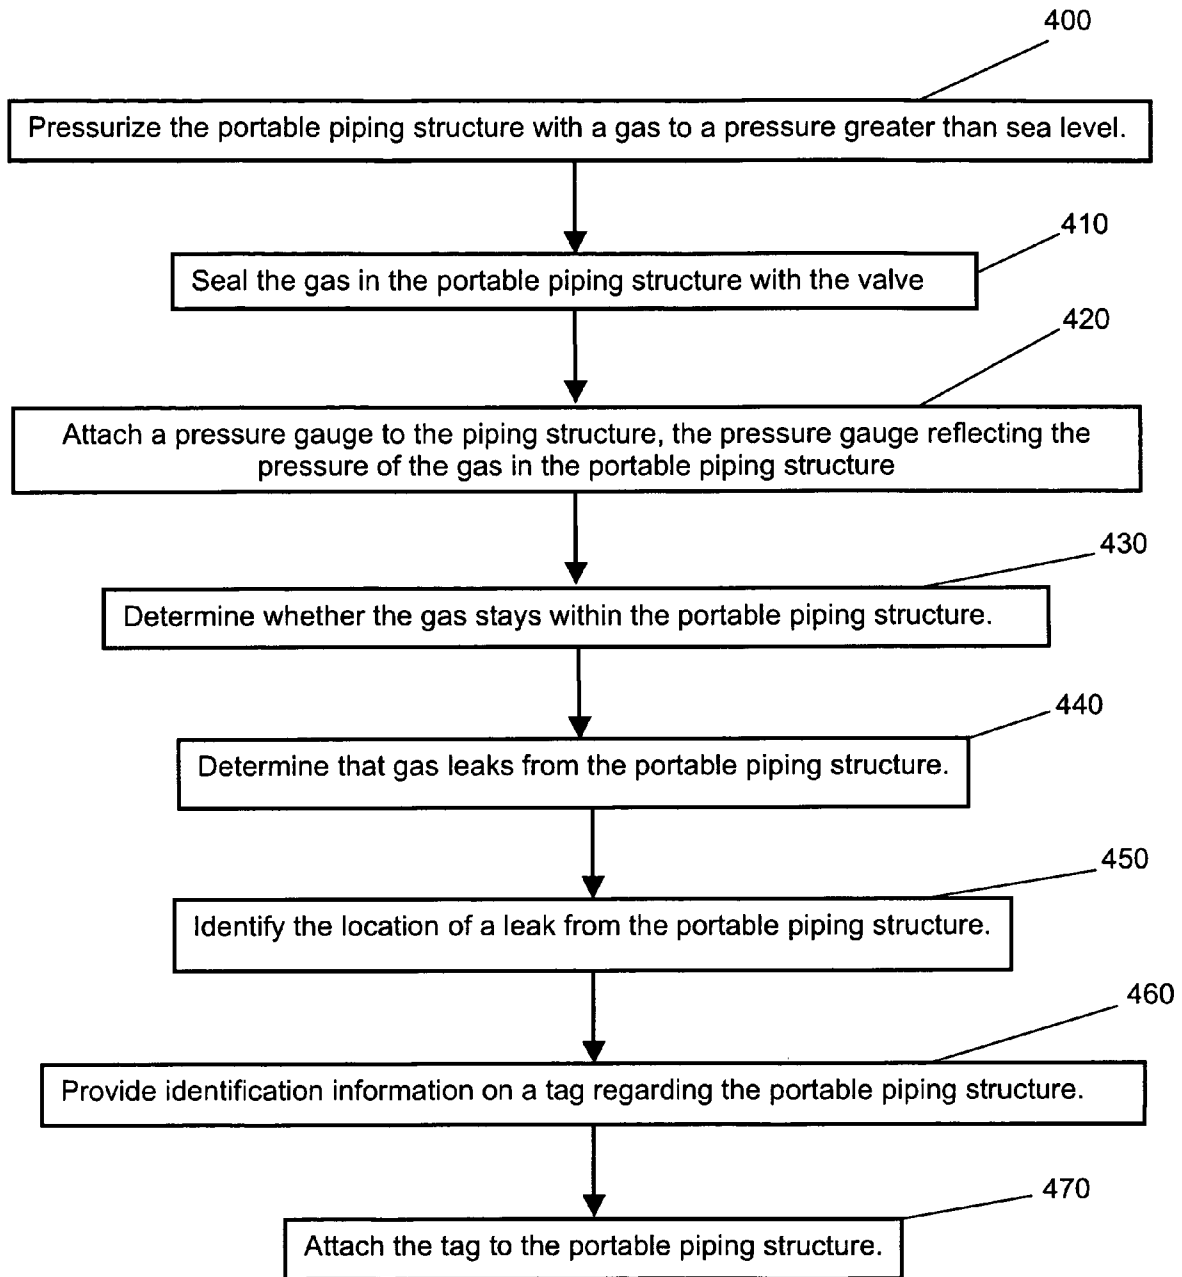 400
Pressurize the portable piping structure with a gas to a pressure greater than sea level.
410
Seal the gas in the portable piping structure with the valve
420
Attach a pressure gauge to the piping structure, the pressure gauge reflecting the
pressure of the gas in the portable piping structure
430
Determine whether the gas stays within the portable piping structure.
440
Determine that gas leaks from the portable piping structure.
450
Identify the location of a leak from the portable piping structure.
460
Provide identification information on a tag regarding the portable piping structure.
470
Attach the tag to the portable piping structure.